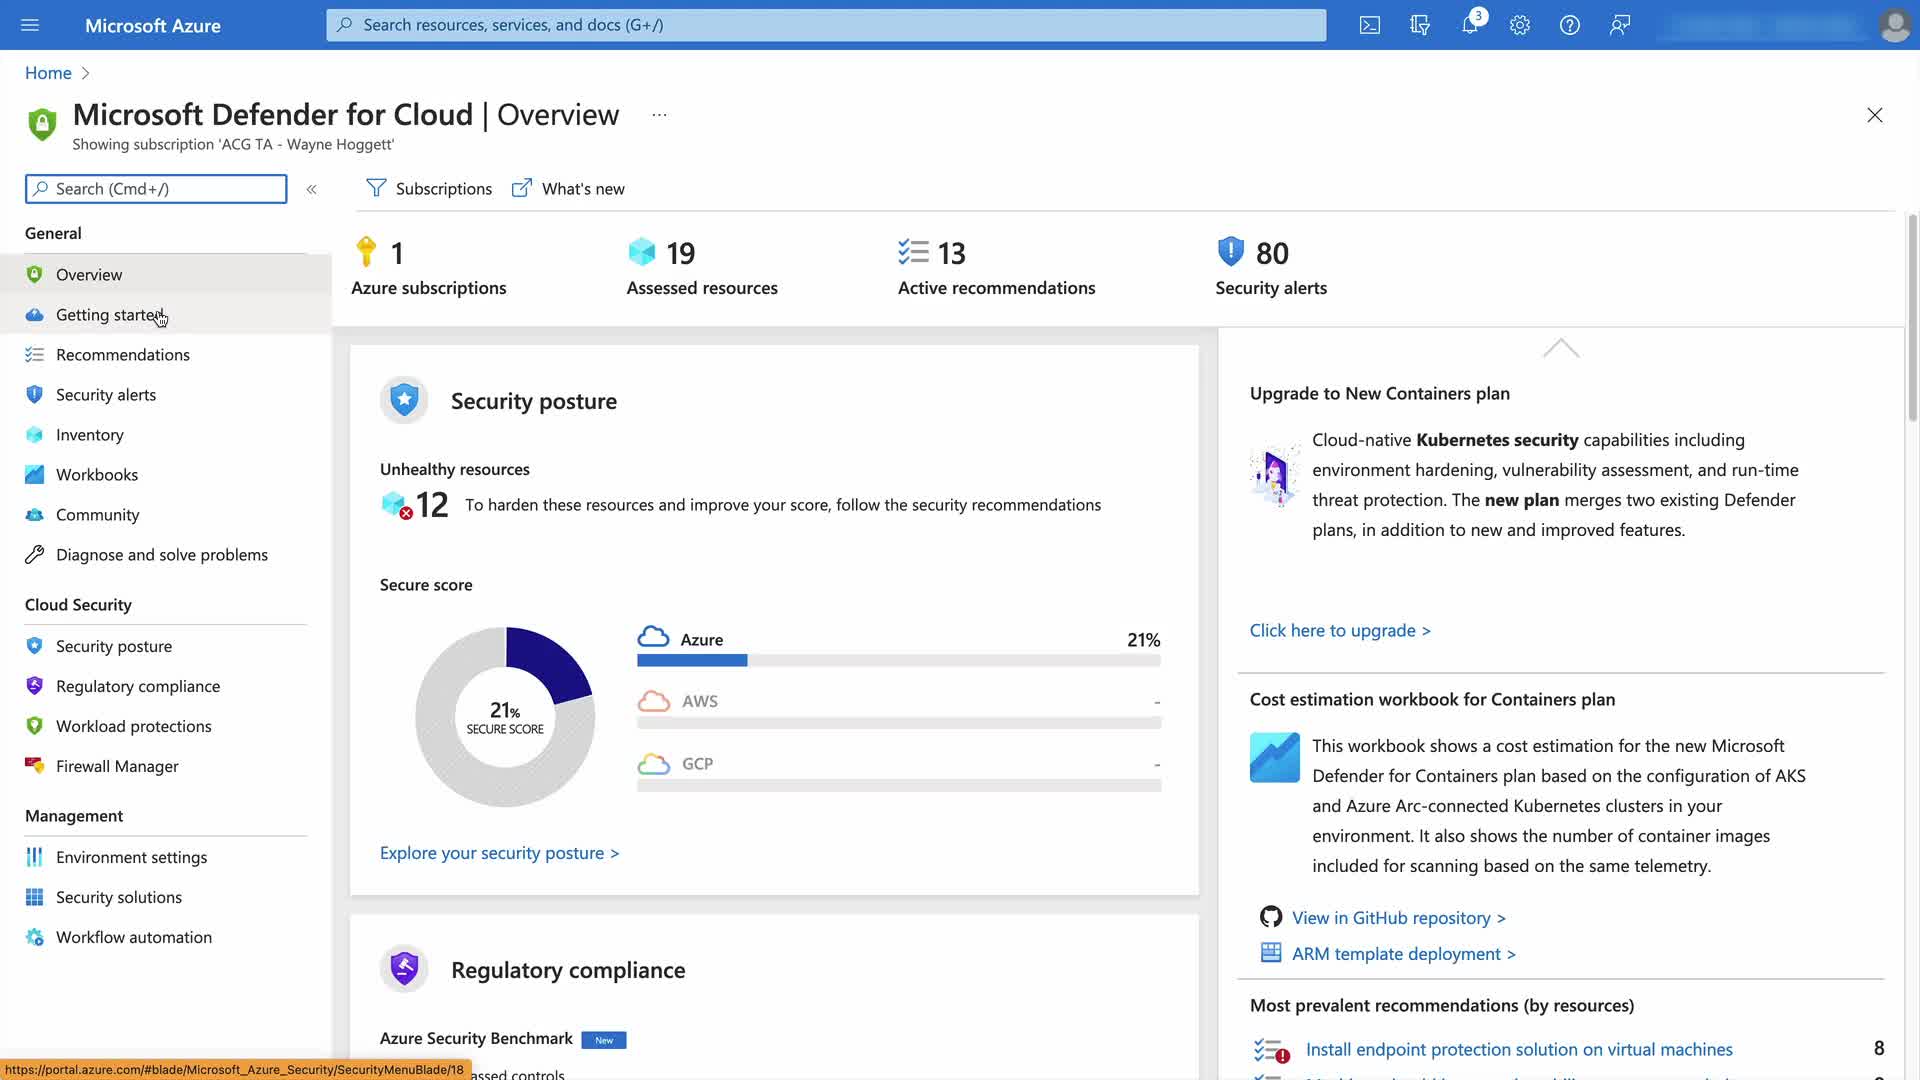 Microsoft Azure
Search resources, services, and docs (G+/)
3
Home
Microsoft Defender for Cloud | Overview
...
Showing subscription 'ACG TA - Wayne Hoggett'
Search (Cmd+/)
«
Subscriptions
What's new
General
Overview
Getting started
Recommendations
Security alerts
Inventory
Workbooks
Community
Diagnose and solve problems
Cloud Security
Security posture
Regulatory compliance
Workload protections
Firewall Manager
Management
Environment settings
Security solutions
Workflow automation
1
Azure subscriptions
19
Assessed resources
13
Active recommendations
80
Security alerts
Security posture
Unhealthy resources
12 To harden these resources and improve your score, follow the security recommendations
Secure score
21%
SECURE SCORE
Azure 21%
AWS -
GCP -
Explore your security posture >
Regulatory compliance
Azure Security Benchmark New
assed controls
Upgrade to New Containers plan
Cloud-native Kubernetes security capabilities including
environment hardening, vulnerability assessment, and run-time
threat protection. The new plan merges two existing Defender
plans, in addition to new and improved features.
Click here to upgrade >
Cost estimation workbook for Containers plan
This workbook shows a cost estimation for the new Microsoft
Defender for Containers plan based on the configuration of AKS
and Azure Arc-connected Kubernetes clusters in your
environment. It also shows the number of container images
included for scanning based on the same telemetry.
View in GitHub repository >
ARM template deployment >
Most prevalent recommendations (by resources)
Install endpoint protection solution on virtual machines 8
https://portal.azure.com/#blade/Microsoft_Azure_Security/SecurityMenuBlade/18